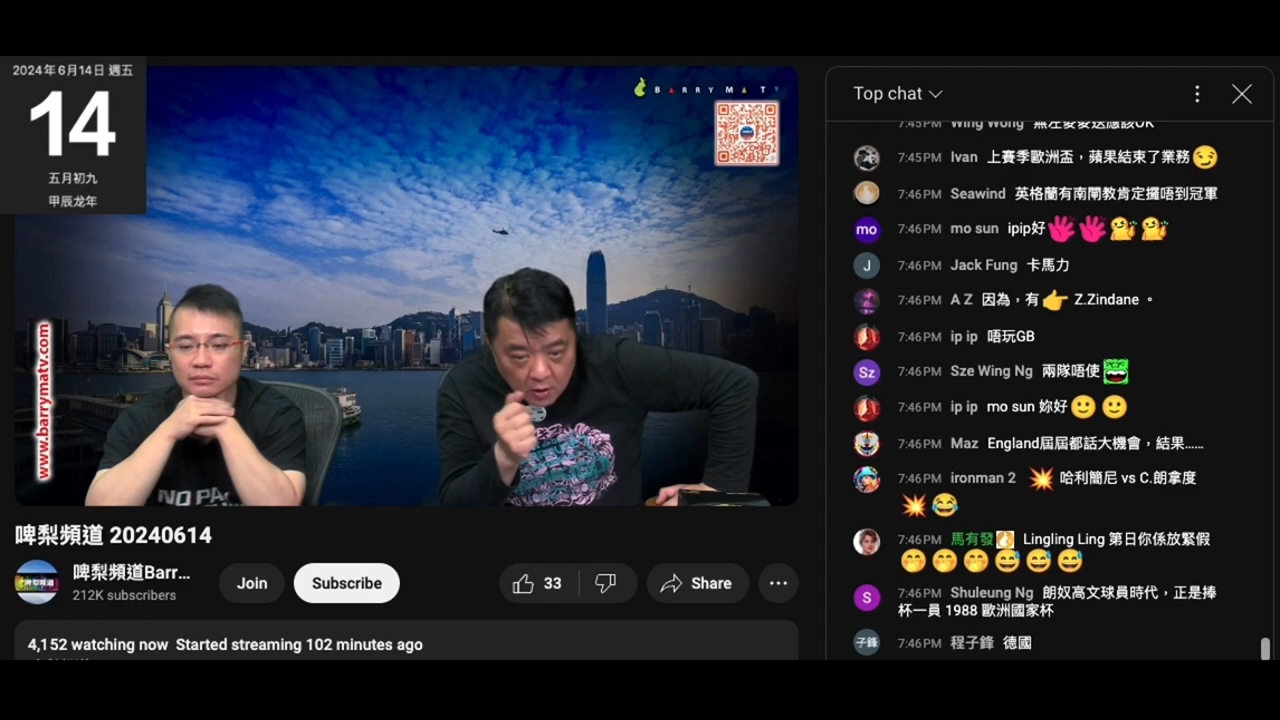 2024年6月14日 週五
14
五月初九
甲辰龙年
BARRYMATV
www.barrymatv.com
NO PA
啤梨頻道 20240614
啤梨頻道Barr...
212K subscribers
Join
Subscribe
33
Share
4,152 watching now Started streaming 102 minutes ago
Top chat
7:45PM Wing Wong
7:45PM Ivan 上賽季歐洲盃，蘋果結束了業務😏
7:46PM Seawind 英格蘭有南閘教肯定攞唔到冠軍
mo 7:46PM mo sun ipip好
J 7:46PM Jack Fung 卡馬力
7:46PM A Z 因為，有👉 Z.Zindane 。
7:46PM ip ip 唔玩GB
Sz 7:46PM Sze Wing Ng 兩隊唔使
7:46PM ip ip mo sun 妳好🙂🙂
7:46PM Maz England屆屆都話大機會，結果......
7:46PM ironman 2 💥 哈利簡尼 vs C.朗拿度
💥😂
7:46PM 馬有發 Lingling Ling 第日你係放緊假
🤭🤭🤭😅😅😅
S 7:46PM Shuleung Ng 朗奴高文球員時代，正是捧
杯一員 1988 歐洲國家杯
子鋒 7:46PM 程子鋒 德國